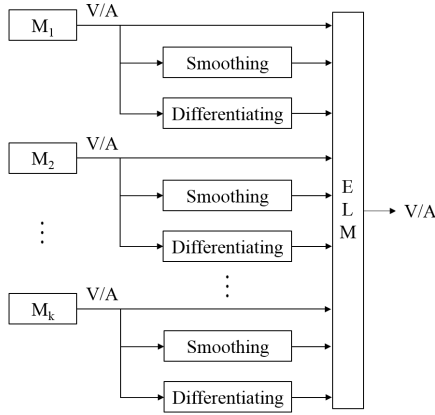 V/A
M1
Smoothing
Differentiating
V/A
M2
Smoothing
Differentiating
V/A
Mk
Smoothing
Differentiating
E
L
M
V/A